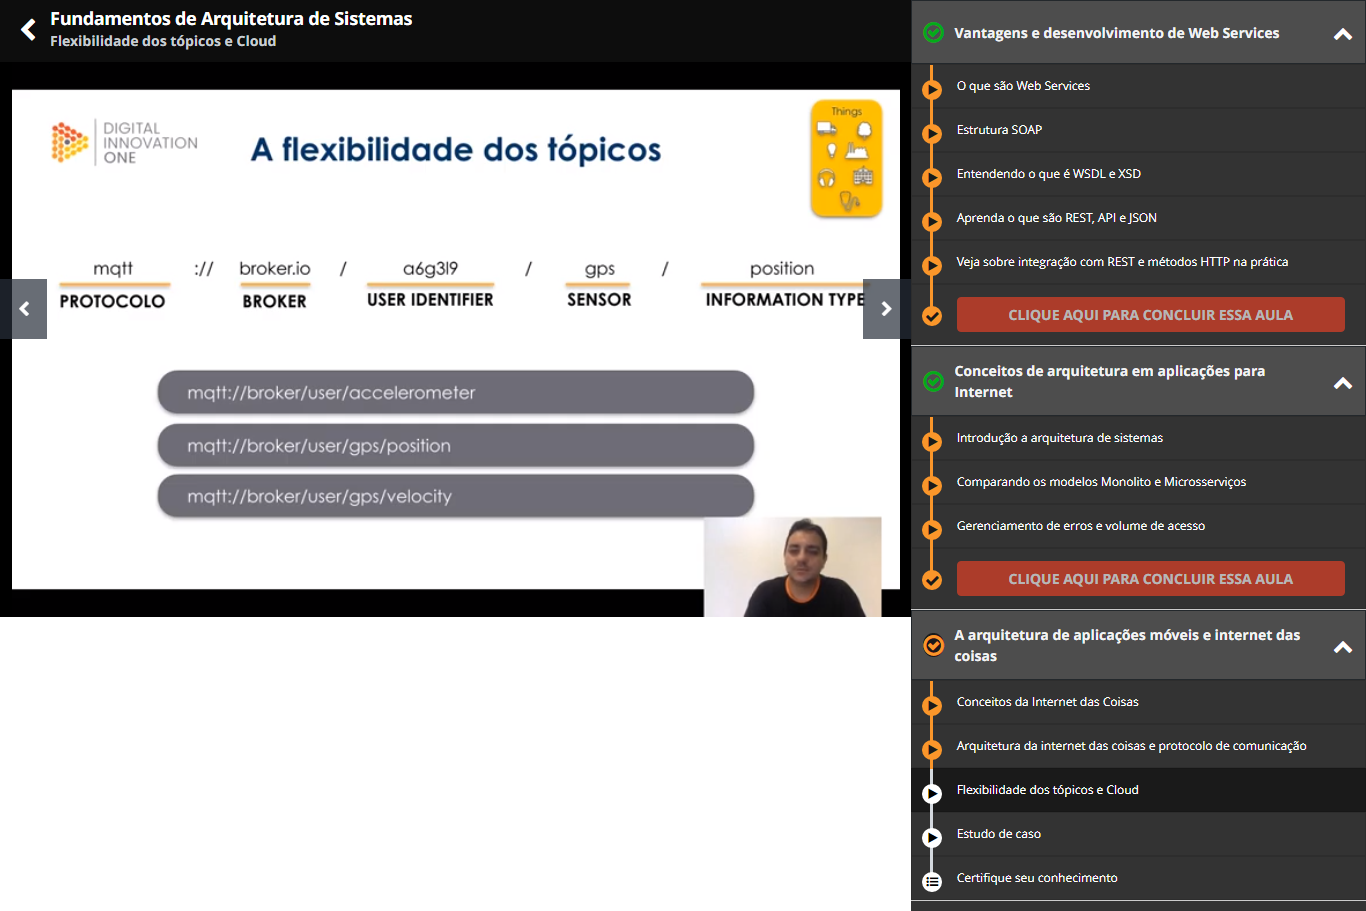 Fundamentos de Arquitetura de Sistemas
Flexibilidade dos tópicos e Cloud
DIGITAL
INNOVATION
ONE
A flexibilidade dos tópicos
Things
mqtt :// broker.io / a6g3l9 / gps / position
PROTOCOLO BROKER USER IDENTIFIER SENSOR INFORMATION TYPE
mqtt://broker/user/accelerometer
mqtt://broker/user/gps/position
mqtt://broker/user/gps/velocity
Vantagens e desenvolvimento de Web Services
O que são Web Services
Estrutura SOAP
Entendendo o que é WSDL e XSD
Aprenda o que são REST, API e JSON
Veja sobre integração com REST e métodos HTTP na prática
CLIQUE AQUI PARA CONCLUIR ESSA AULA
Conceitos de arquitetura em aplicações para
Internet
Introdução a arquitetura de sistemas
Comparando os modelos Monolito e Microsserviços
Gerenciamento de erros e volume de acesso
CLIQUE AQUI PARA CONCLUIR ESSA AULA
A arquitetura de aplicações móveis e internet das
coisas
Conceitos da Internet das Coisas
Arquitetura da internet das coisas e protocolo de comunicação
Flexibilidade dos tópicos e Cloud
Estudo de caso
Certifique seu conhecimento